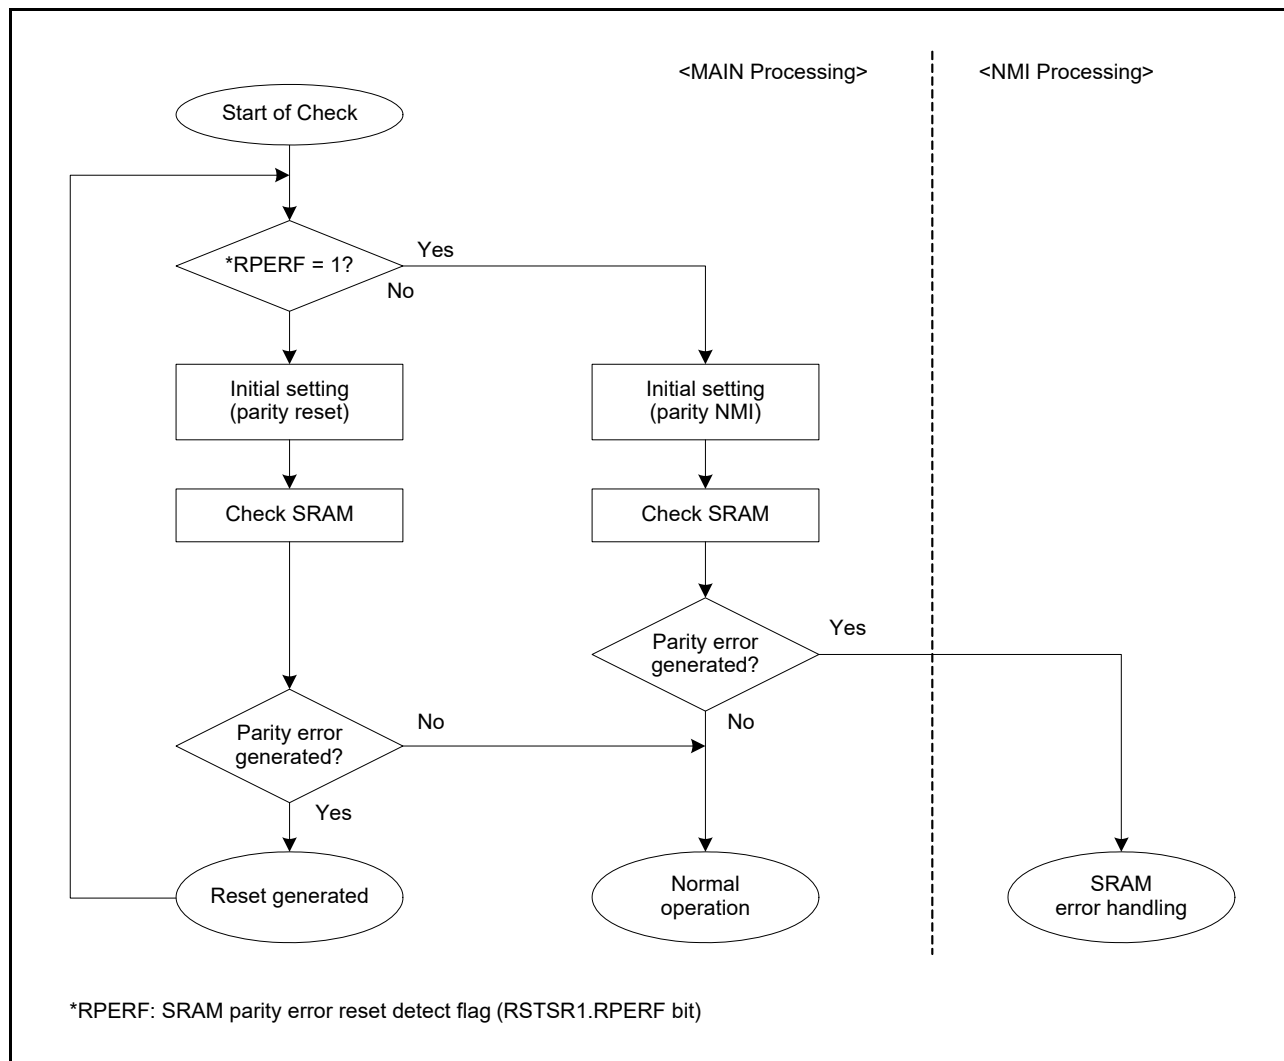 <MAIN Processing>
<NMI Processing>
Start of Check
*RPERF = 1?
Yes
No
Initial setting
(parity reset)
Initial setting
(parity NMI)
Check SRAM
Check SRAM
Parity error
generated?
Yes
No
Parity error
generated?
No
Yes
Reset generated
Normal
operation
SRAM
error handling
*RPERF: SRAM parity error reset detect flag (RSTSR1.RPERF bit)